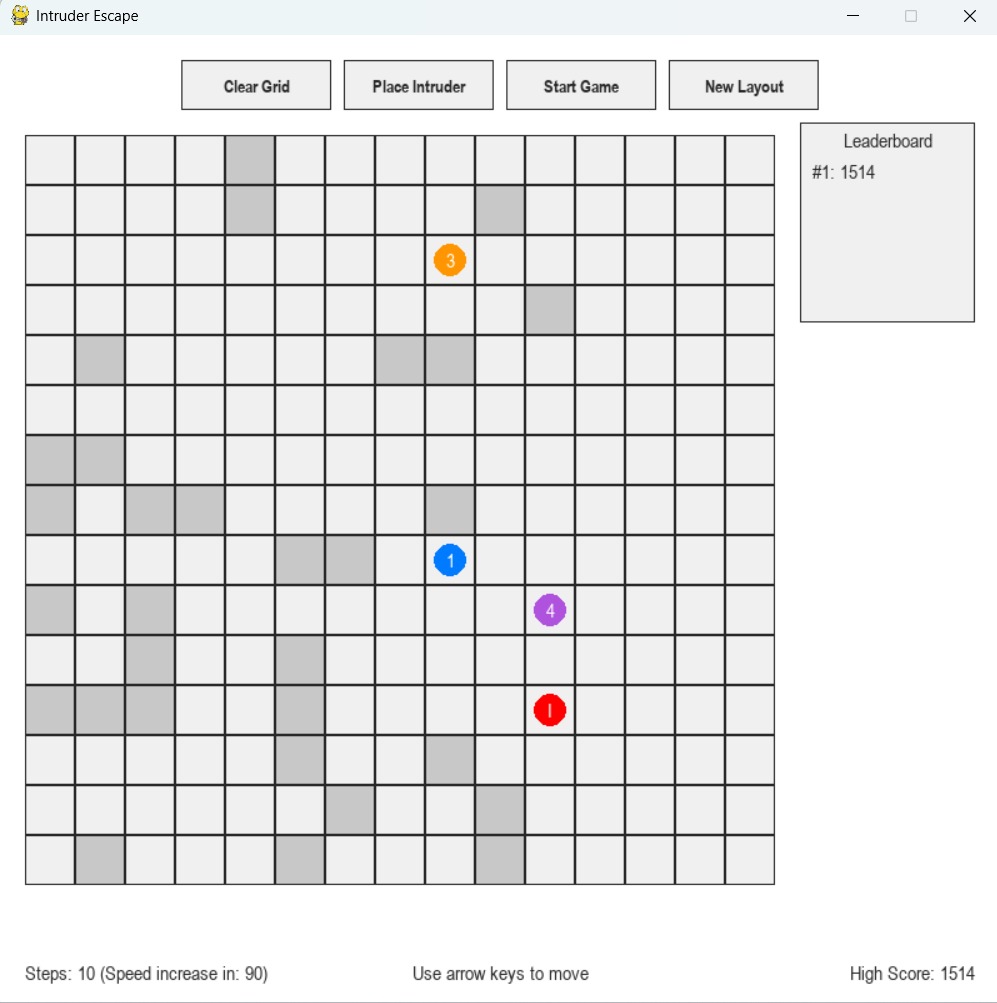 Intruder Escape
Clear Grid Place Intruder Start Game New Layout
Leaderboard
#1: 1514
3
1
4
I
Steps: 10 (Speed increase in: 90) Use arrow keys to move High Score: 1514